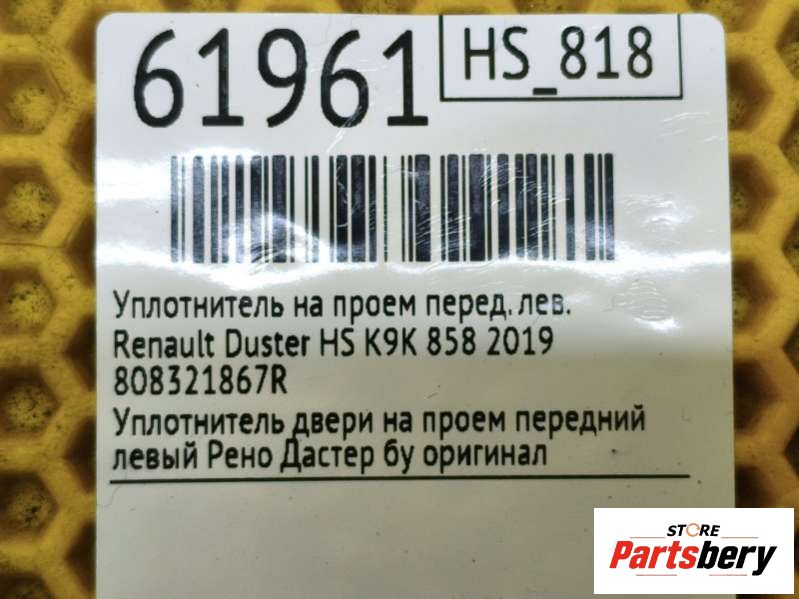 61961
HS_818
Уплотнитель на проем перед. лев.
Renault Duster HS K9K 858 2019
808321867R
Уплотнитель двери на проем передний
левый Рено Дастер бу оригинал
STORE
Partsbery